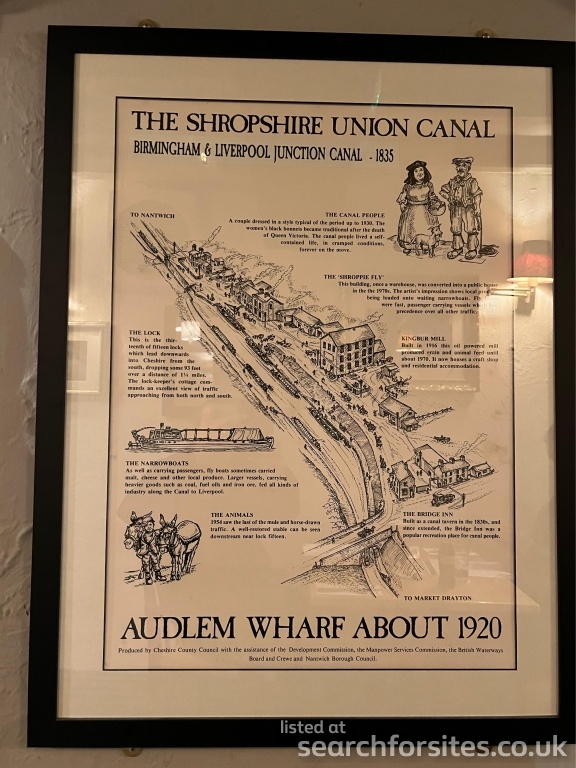 THE SHROPSHIRE UNION CANAL
BIRMINGHAM & LIVERPOOL JUNCTION CANAL - 1835
TO NANTWICH
THE CANAL PEOPLE
A couple dressed in a style typical of the period up to 1930. The
women's black bonnets became traditional after the death
of Queen Victoria. The canal people lived a self-
contained life, in cramped conditions,
forever on the move.
THE 'SHROPPIE FLY'
This building, once a warehouse, was converted into a public house
in the the 1970s. The artist's impression shows local
being loaded onto waiting narrowboats.
were fast, passenger carrying vessels
precedence over all other traffic.
THE LOCK
This is the thir-
teenth of fifteen locks
which lead downwards
into Cheshire from the
south, dropping some 93 feet
over a distance of 1¼ miles.
The lock-keeper's cottage com-
mands an excellent view of traffic
approaching from both north and south.
KINGBUR MILL
Built in 1916 this oil powered mill
produced grain and animal feed until
about 1970. It now houses a craft shop
and residential accommodation.
THE NARROWBOATS
As well as carrying passengers, fly boats sometimes carried
malt, cheese and other local produce. Larger vessels, carrying
heavier goods such as coal, fuel oils and iron ore, fed all kinds of
industry along the Canal to Liverpool.
THE ANIMALS
1954 saw the last of the mule and horse-drawn
traffic. A well-restored stable can be seen
downstream near lock fifteen.
THE BRIDGE INN
Built as a canal tavern in the 1830s, and
since extended, the Bridge Inn was a
popular recreation place for canal people.
TO MARKET DRAYTON
AUDLEM WHARF ABOUT 1920
Produced by Cheshire County Council with the assistance of the Development Commission, the Manpower Services Commission, the British Waterways
Board and Crewe and Nantwich Borough Council.
listed at
searchforsites.co.uk